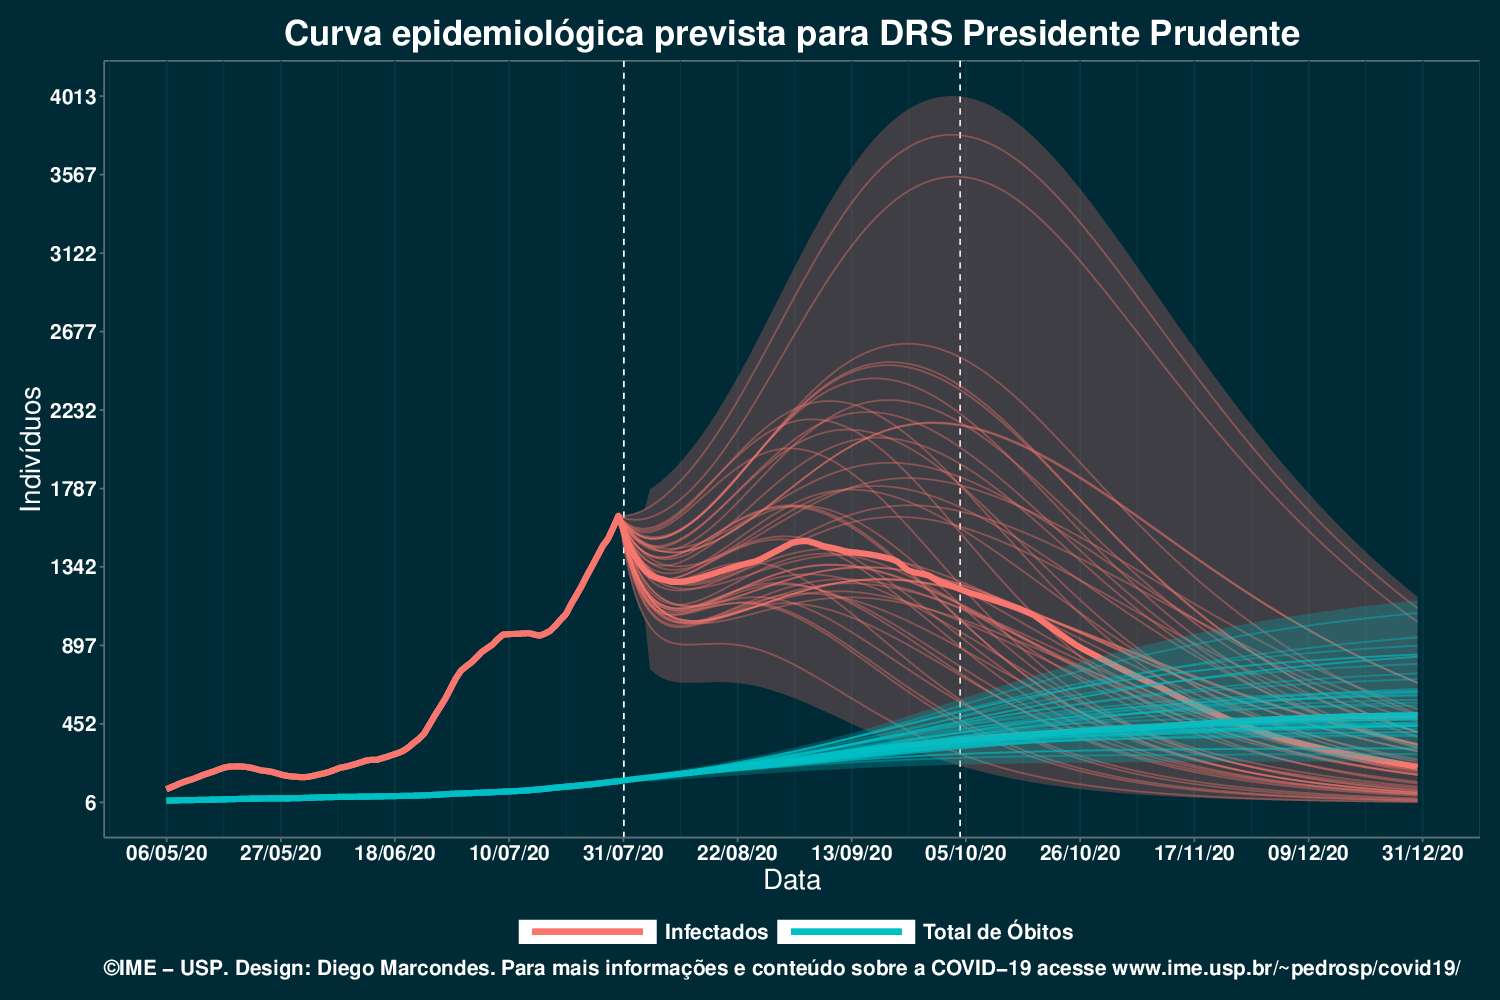 Curva epidemiológica prevista para DRS Presidente Prudente
4013
3567
3122
2677
2232
1787
1342
897
452
6
Indivíduos
06/05/20 27/05/20 18/06/20 10/07/20 31/07/20 22/08/20 13/09/20 05/10/20 26/10/20 17/11/20 09/12/20 31/12/20
Data
Infectados Total de Óbitos
©IME − USP. Design: Diego Marcondes. Para mais informações e conteúdo sobre a COVID−19 acesse www.ime.usp.br/~pedrosp/covid19/